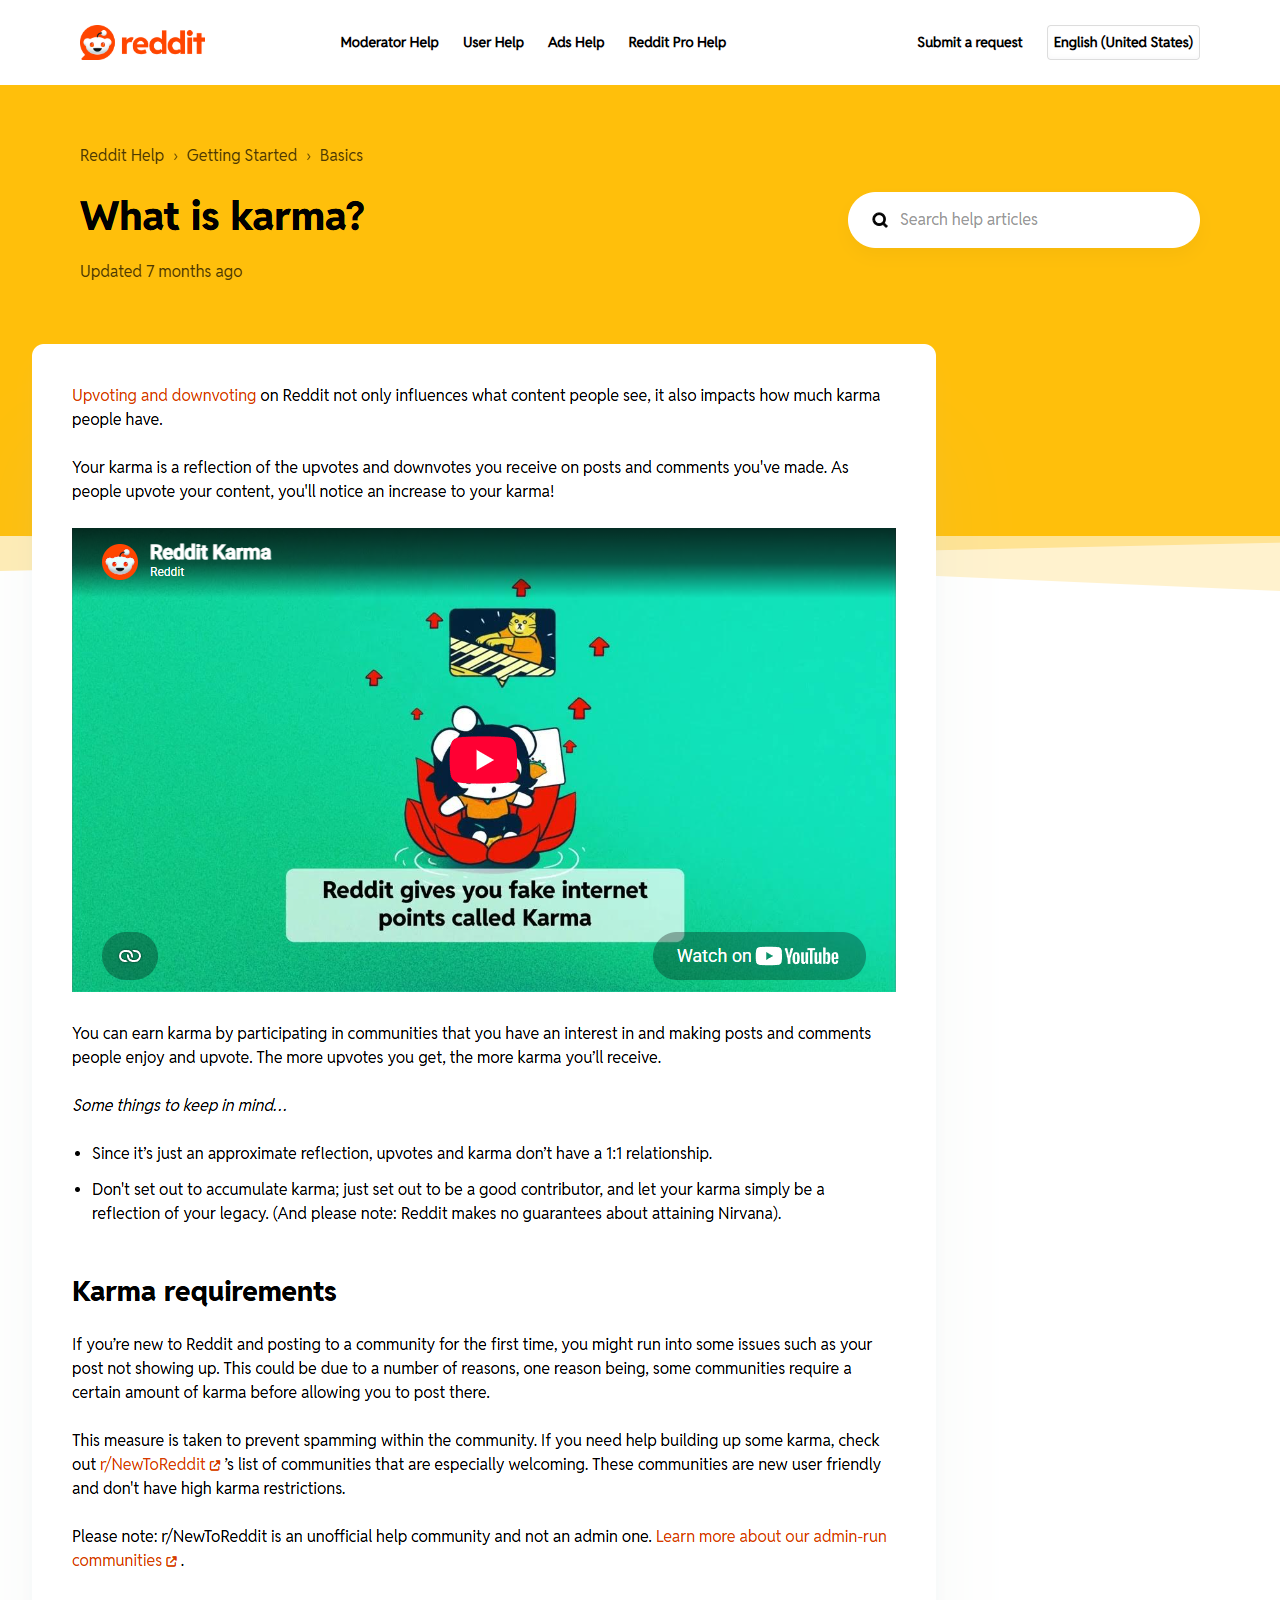 reddit
Moderator Help
User Help
Ads Help
Reddit Pro Help
Submit a request
English (United States)
Reddit Help › Getting Started › Basics
What is karma?
Search help articles
Updated 7 months ago
Upvoting and downvoting on Reddit not only influences what content people see, it also impacts how much karma
people have.
Your karma is a reflection of the upvotes and downvotes you receive on posts and comments you've made. As
people upvote your content, you'll notice an increase to your karma!
Reddit Karma
Reddit
Reddit gives you fake internet
points called Karma
Watch on YouTube
You can earn karma by participating in communities that you have an interest in and making posts and comments
people enjoy and upvote. The more upvotes you get, the more karma you’ll receive.
Some things to keep in mind…
• Since it’s just an approximate reflection, upvotes and karma don’t have a 1:1 relationship.
• Don't set out to accumulate karma; just set out to be a good contributor, and let your karma simply be a
reflection of your legacy. (And please note: Reddit makes no guarantees about attaining Nirvana).
Karma requirements
If you’re new to Reddit and posting to a community for the first time, you might run into some issues such as your
post not showing up. This could be due to a number of reasons, one reason being, some communities require a
certain amount of karma before allowing you to post there.
This measure is taken to prevent spamming within the community. If you need help building up some karma, check
out r/NewToReddit ’s list of communities that are especially welcoming. These communities are new user friendly
and don't have high karma restrictions.
Please note: r/NewToReddit is an unofficial help community and not an admin one. Learn more about our admin-run
communities .